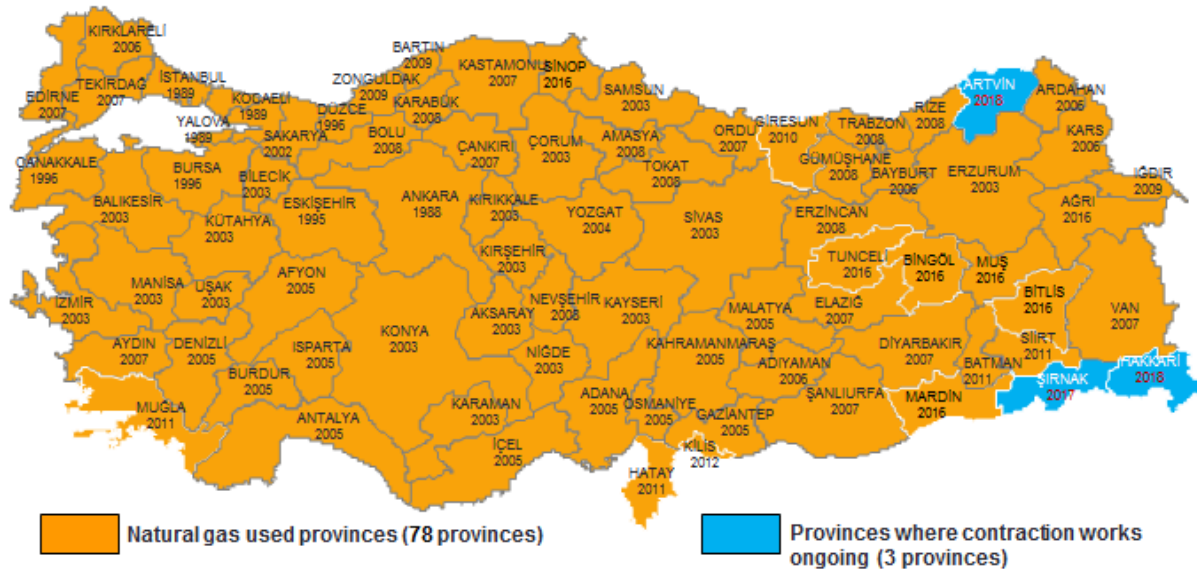 KIRKLARELİ
2006
EDİRNE
2007
TEKİRDAĞ
2007
İSTANBUL
1989
KOCAELİ
1989
YALOVA
1989
DÜZCE
1996
SAKARYA
2002
ZONGULDAK
2009
BARTIN
2009
KARABÜK
2008
KASTAMONU
2007
SİNOP
2016
SAMSUN
2003
ORDU
2007
GİRESUN
2010
TRABZON
2008
RİZE
2008
ARTVİN
2018
ARDAHAN
2006
KARS
2006
IĞDIR
2009
ÇANAKKALE
1996
BALIKESİR
2003
BURSA
1996
BİLECİK
2003
BOLU
2008
ÇANKIRI
2007
ÇORUM
2003
AMASYA
2008
TOKAT
2008
GÜMÜŞHANE
2008
BAYBURT
2006
ERZURUM
2003
AĞRI
2016
KÜTAHYA
2003
ESKİŞEHİR
1995
ANKARA
1988
KIRIKKALE
2003
YOZGAT
2004
SİVAS
2003
ERZİNCAN
2008
TUNCELİ
2016
BİNGÖL
2016
MUŞ
2016
BİTLİS
2016
VAN
2007
İZMİR
2003
MANİSA
2003
UŞAK
2003
AFYON
2005
KIRŞEHİR
2003
AKSARAY
2003
NEVŞEHİR
2008
KAYSERİ
2003
MALATYA
2005
ELAZIĞ
2007
DİYARBAKIR
2007
BATMAN
2011
SİİRT
2011
ŞIRNAK
2017
HAKKARİ
2018
AYDIN
2007
DENİZLİ
2005
BURDUR
2005
ISPARTA
2005
KONYA
2003
NİĞDE
2003
KAHRAMANMARAŞ
2005
ADIYAMAN
2006
ŞANLIURFA
2007
MARDİN
2016
MUĞLA
2011
ANTALYA
2005
KARAMAN
2003
İÇEL
2005
ADANA
2005
OSMANİYE
2005
GAZİANTEP
2005
KİLİS
2012
HATAY
2011
Natural gas used provinces (78 provinces)
Provinces where contraction works
ongoing (3 provinces)